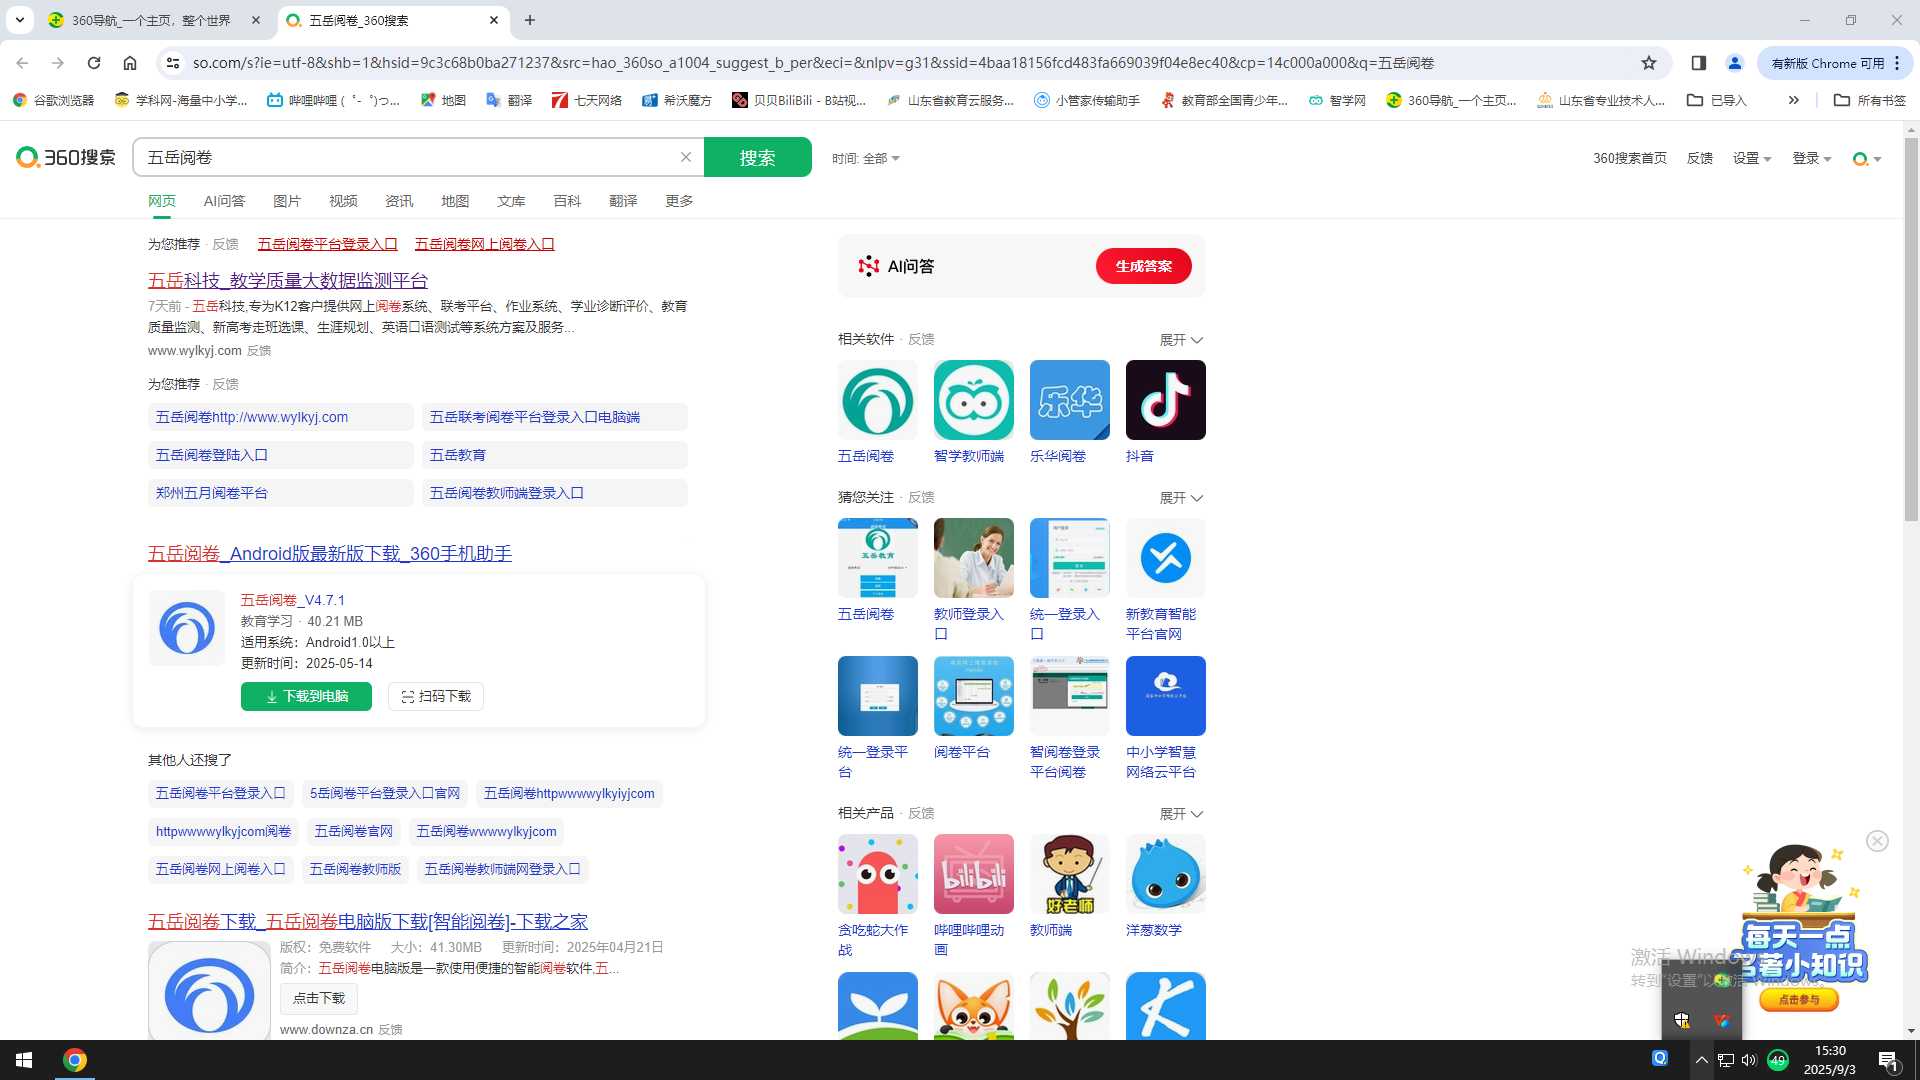 360导航_一个主页，整个世界
五岳阅卷_360搜索
so.com/s?ie=utf-8&shb=1&hsid=9c3c68b0ba271237&src=hao_360so_a1004_suggest_b_per&eci=&nlpv=g31&ssid=4baa18156fcd483fa669039f04e8ec40&cp=14c000a000&q=五岳阅卷
有新版 Chrome 可用
谷歌浏览器
学科网-海量中小学...
哔哩哔哩 ( ゜- ゜)つ...
地图
翻译
七天网络
希沃魔方
贝贝BiliBili - B站视...
山东省教育云服务...
小管家传输助手
教育部全国青少年...
智学网
360导航_一个主页...
山东省专业技术人...
已导入
所有书签
360搜索
五岳阅卷
搜索
时间: 全部
360搜索首页
反馈
设置
登录
网页
AI问答
图片
视频
资讯
地图
文库
百科
翻译
更多
为您推荐 · 反馈
五岳阅卷平台登录入口
五岳阅卷网上阅卷入口
五岳科技_教学质量大数据监测平台
7天前 - 五岳科技,专为K12客户提供网上阅卷系统、联考平台、作业系统、学业诊断评价、教育
质量监测、新高考走班选课、生涯规划、英语口语测试等系统方案及服务...
www.wylkyj.com 反馈
为您推荐 · 反馈
五岳阅卷http://www.wylkyj.com
五岳联考阅卷平台登录入口电脑端
五岳阅卷登陆入口
五岳教育
郑州五月阅卷平台
五岳阅卷教师端登录入口
五岳阅卷_Android版最新版下载_360手机助手
五岳阅卷_V4.7.1
教育学习 · 40.21 MB
适用系统：Android1.0以上
更新时间：2025-05-14
下载到电脑
扫码下载
其他人还搜了
五岳阅卷平台登录入口
5岳阅卷平台登录入口官网
五岳阅卷httpwwwwylkyiyjcom
httpwwwwylkyjcom阅卷
五岳阅卷官网
五岳阅卷wwwwylkyjcom
五岳阅卷网上阅卷入口
五岳阅卷教师版
五岳阅卷教师端网登录入口
五岳阅卷下载_五岳阅卷电脑版下载[智能阅卷]-下载之家
版权：免费软件
大小：41.30MB
更新时间：2025年04月21日
简介：五岳阅卷电脑版是一款使用便捷的智能阅卷软件,五...
点击下载
www.downza.cn 反馈
AI问答
生成答案
相关软件 · 反馈
展开
乐华
五岳阅卷
智学教师端
乐华阅卷
抖音
猜您关注 · 反馈
展开
五岳教育
五岳阅卷
教师登录入口
统一登录入口
新教育智能平台官网
统一登录平台
阅卷平台
智阅卷登录平台阅卷
中小学智慧网络云平台
相关产品 · 反馈
展开
bilibili
好老师
贪吃蛇大作战
哔哩哔哩动画
教师端
洋葱数学
每天一点
名著小知识
点击参与
激活 Windows
转到"设置"以激活 Windows。
49
15:30
2025/9/3
1